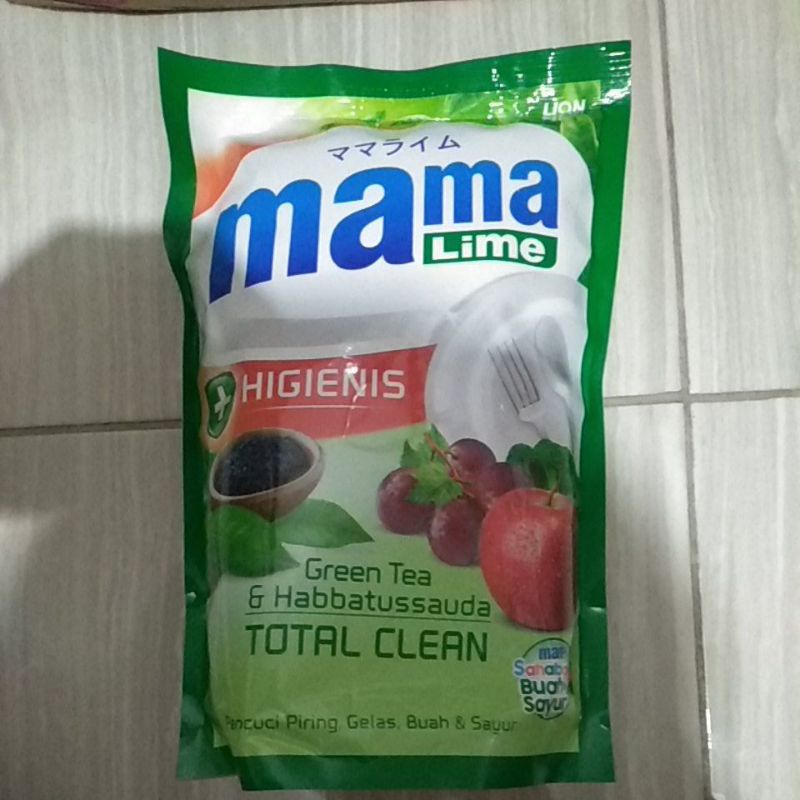 LION
ママライム
mama
Lime
HIGIENIS
Green Tea
& Habbatussauda
TOTAL CLEAN
Buah
Sayur
Pencuci Piring, Gelas, Buah & Sayur